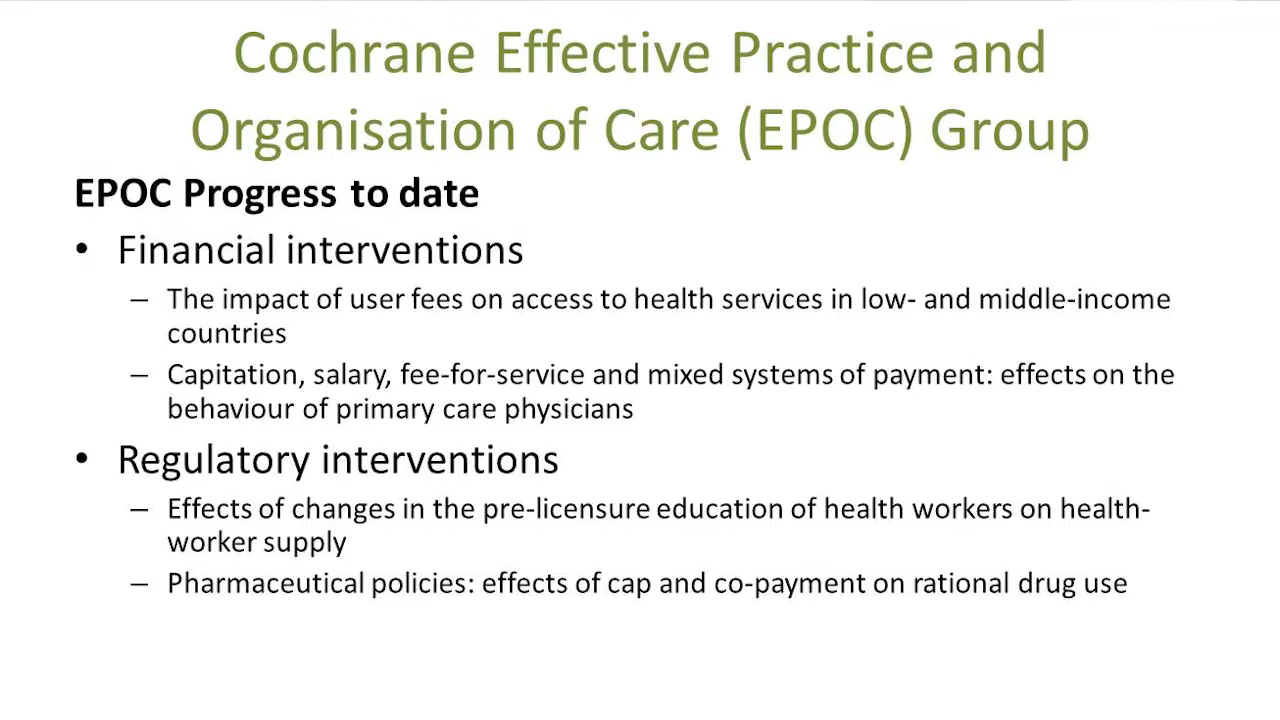 Cochrane Effective Practice and
Organisation of Care (EPOC) Group
EPOC Progress to date
• Financial interventions
– The impact of user fees on access to health services in low- and middle-income
countries
– Capitation, salary, fee-for-service and mixed systems of payment: effects on the
behaviour of primary care physicians
• Regulatory interventions
– Effects of changes in the pre-licensure education of health workers on health-
worker supply
– Pharmaceutical policies: effects of cap and co-payment on rational drug use